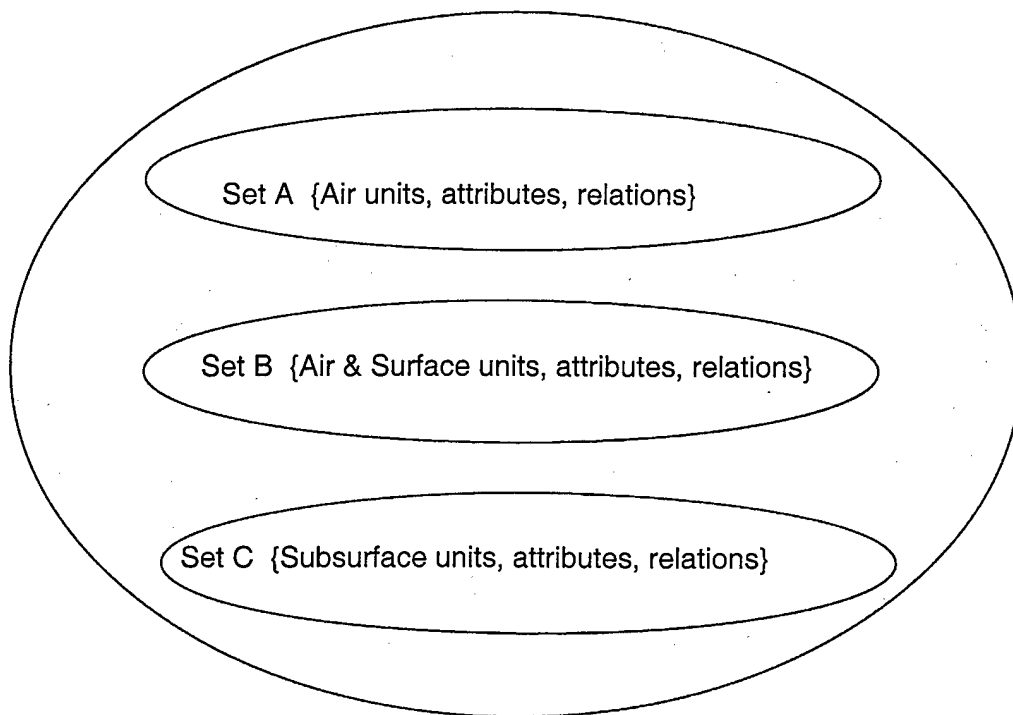 Set A {Air units, attributes, relations}
Set B {Air & Surface units, attributes, relations}
Set C {Subsurface units, attributes, relations}